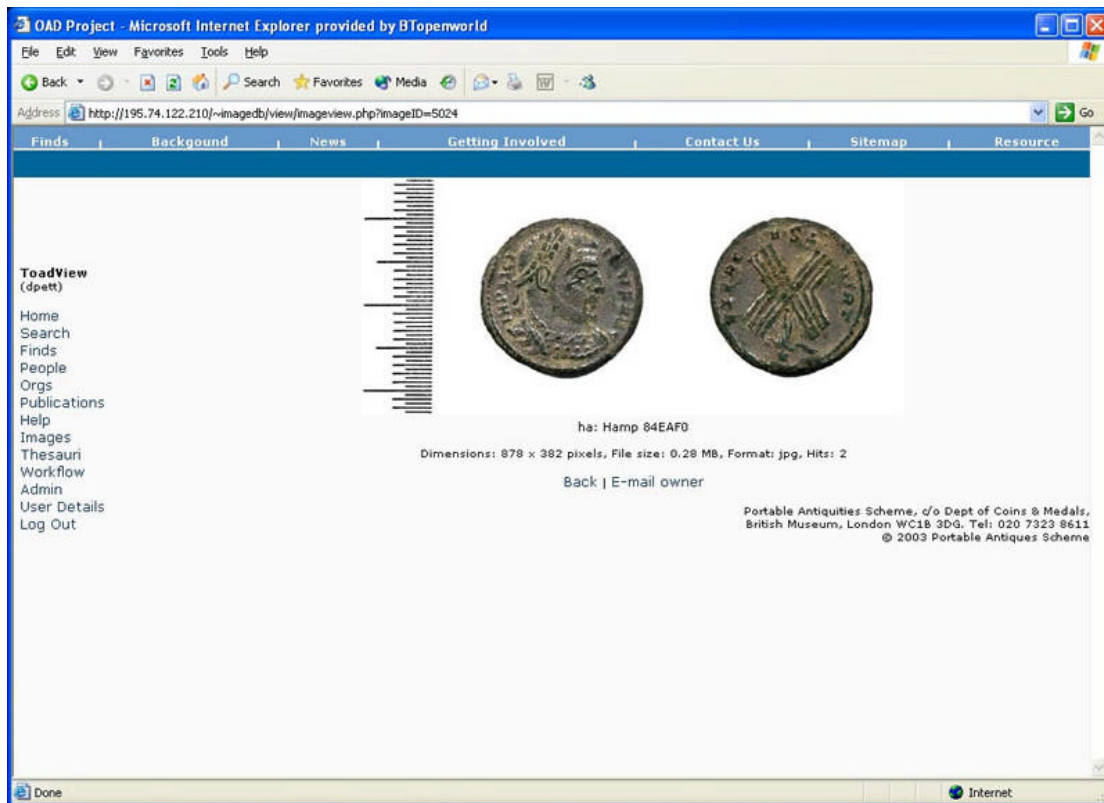 OAD Project - Microsoft Internet Explorer provided by BTopenworld
File Edit View Favorites Tools Help
Back Search Favorites Media
Address http://195.74.122.210/~imagedb/view/imageview.php?imageID=5024 Go
Finds Backgound News Getting Involved Contact Us Sitemap Resource
ToadView
(dpett)
Home
Search
Finds
People
Orgs
Publications
Help
Images
Thesauri
Workflow
Admin
User Details
Log Out
ha: Hamp 84EAF0
Dimensions: 878 x 382 pixels, File size: 0.28 MB, Format: jpg, Hits: 2
Back | E-mail owner
Portable Antiquities Scheme, c/o Dept of Coins & Medals,
British Museum, London WC1B 3DG. Tel: 020 7323 8611
© 2003 Portable Antiques Scheme
Done Internet